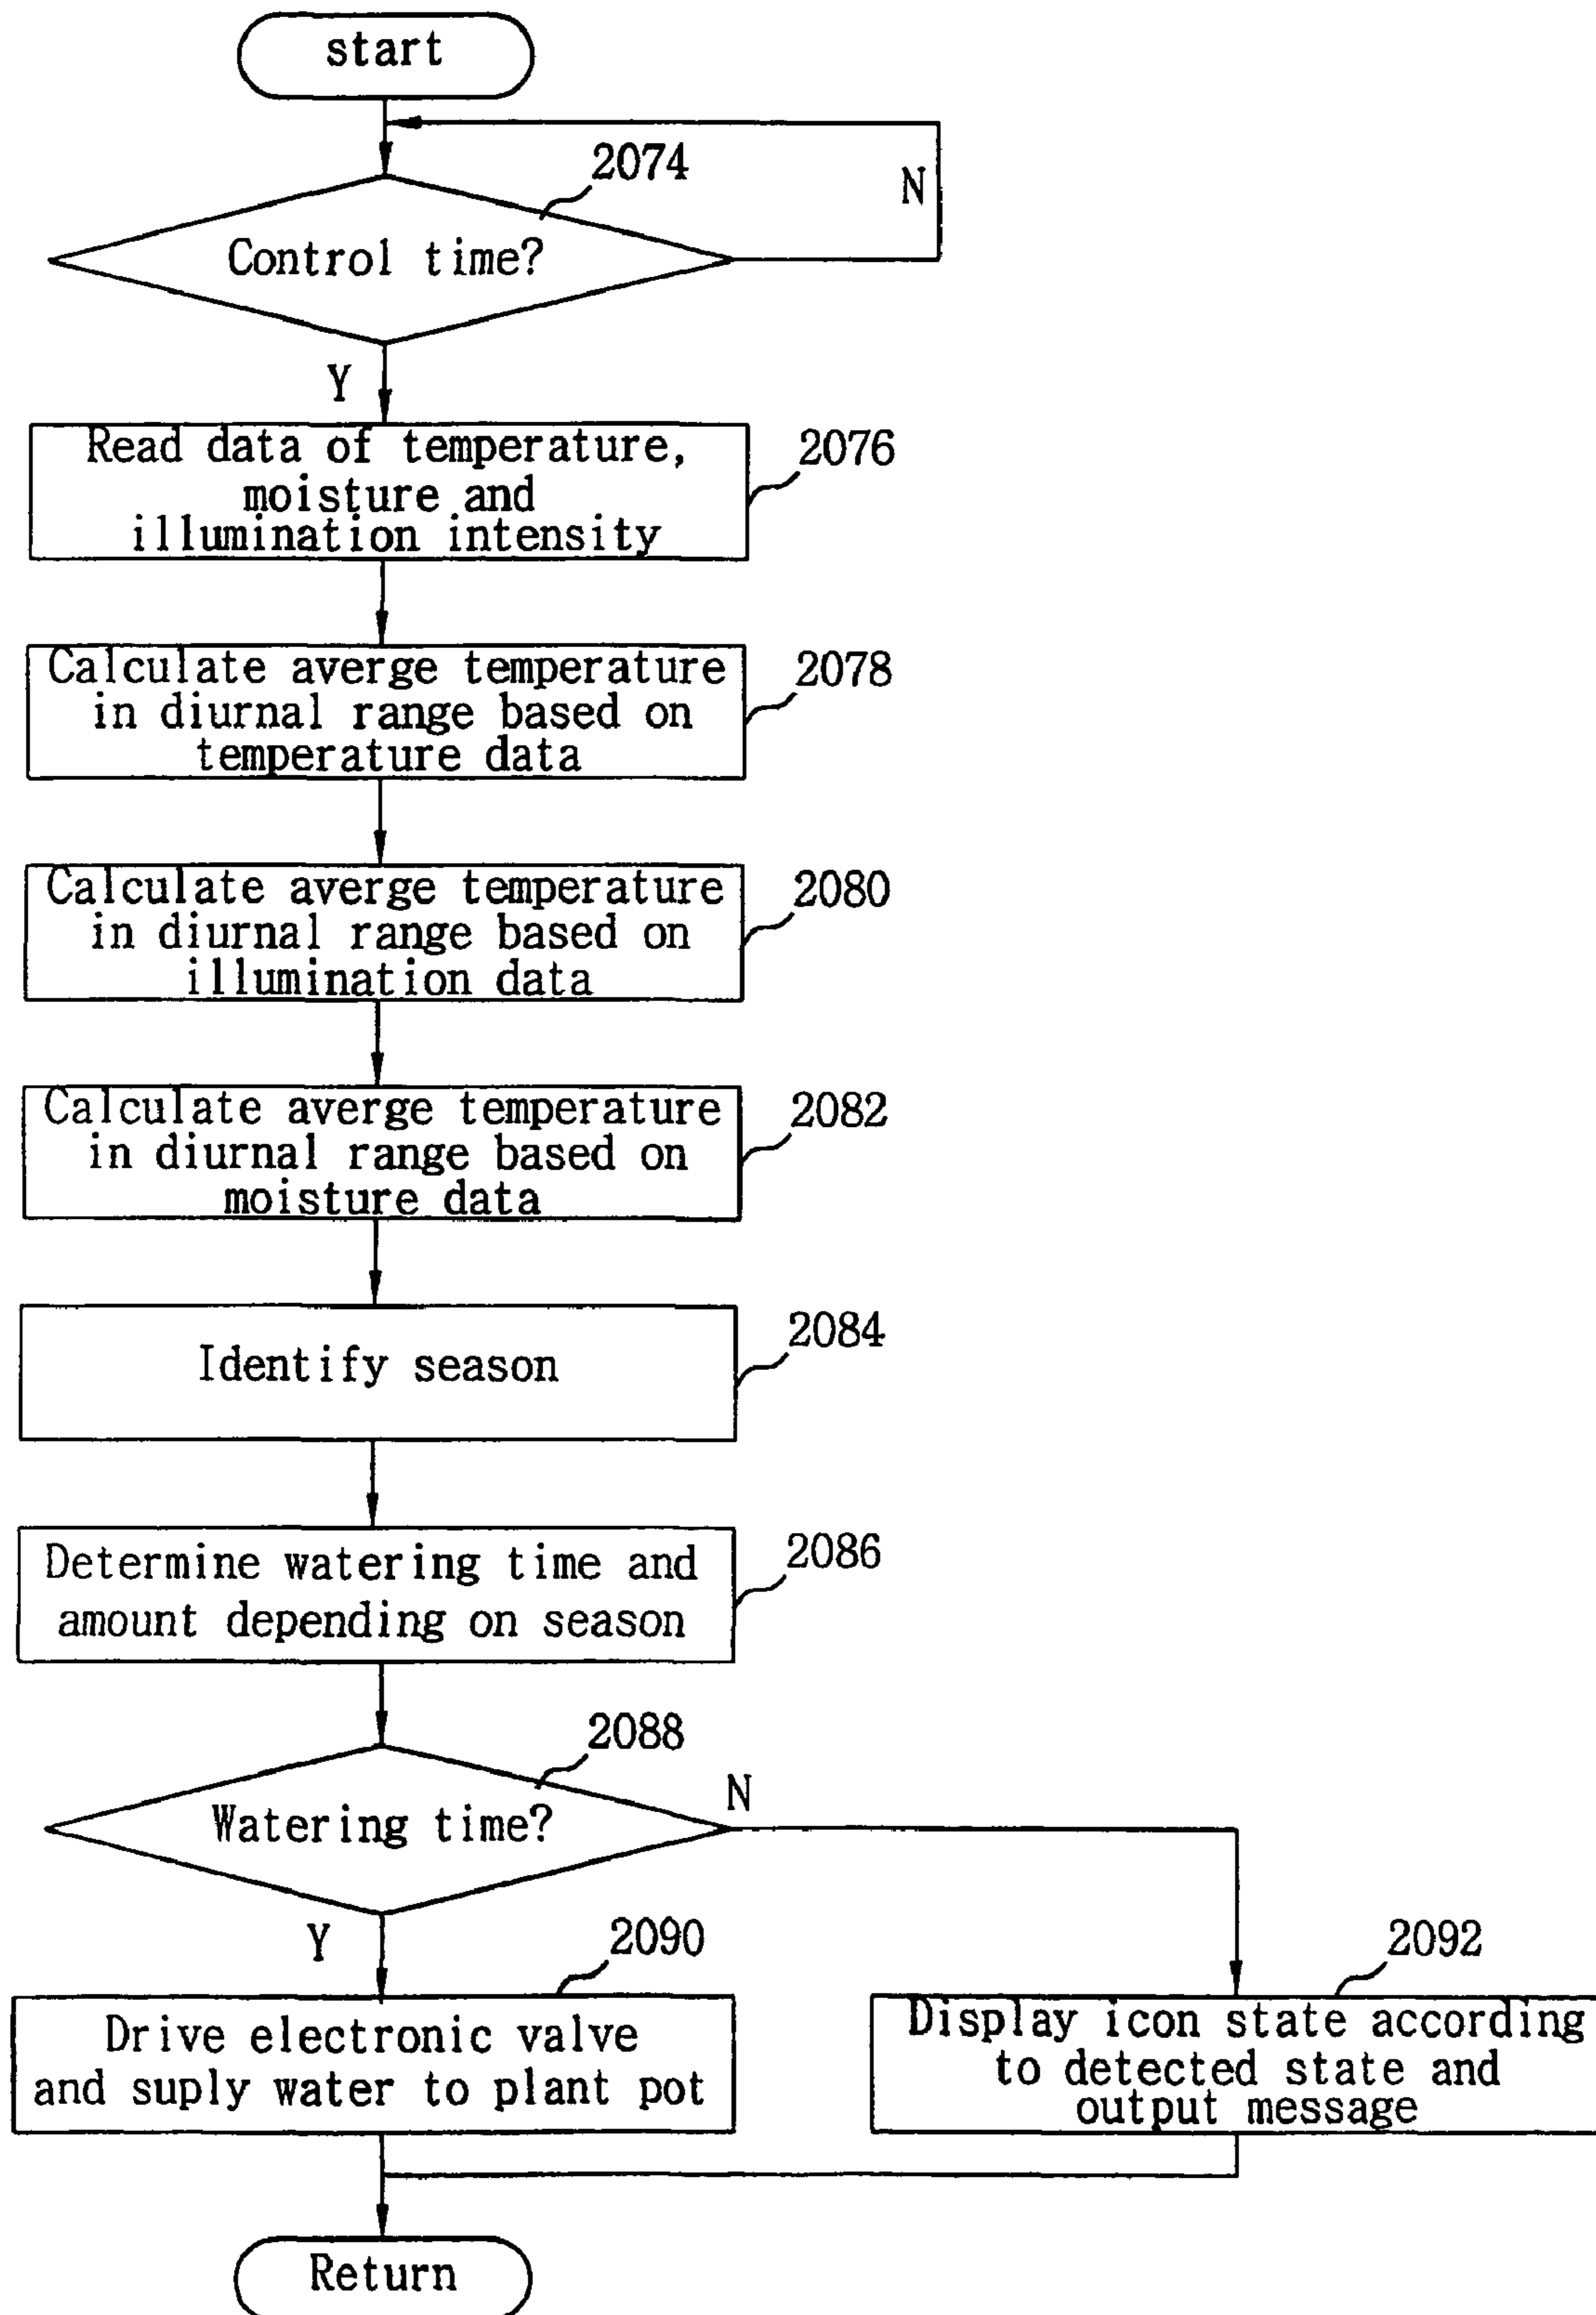 start
2074
N
Control time?
Y
Read data of temperature,
moisture and
illumination intensity
2076
Calculate averge temperature
in diurnal range based on
temperature data
2078
Calculate averge temperature
in diurnal range based on
illumination data
2080
Calculate averge temperature
in diurnal range based on
moisture data
2082
Identify season
2084
Determine watering time and
amount depending on season
2086
2088
N
Watering time?
Y
2090
Drive electronic valve
and suply water to plant pot
2092
Display icon state according
to detected state and
output message
Return